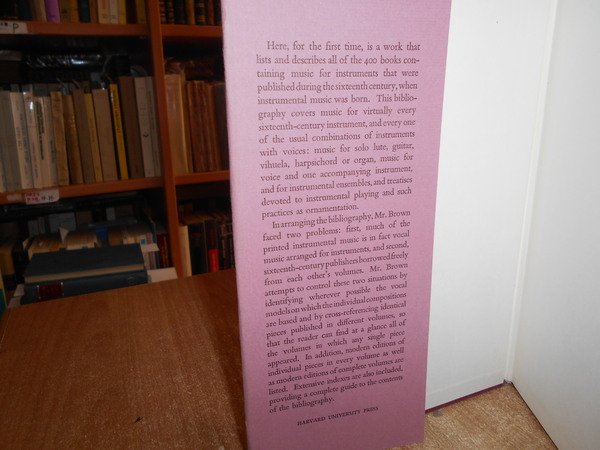 Here, for the first time, is a work that
lists and describes all of the 400 books con-
taining music for instruments that were
published during the sixteenth century, when
instrumental music was born. This biblio-
graphy covers music for virtually every
sixteenth-century instrument, and every one
of the usual combinations of instruments
with voices: music for solo lute, guitar,
vihuela, harpsichord or organ, music for
voice and one accompanying instrument,
and for instrumental ensembles, and treatises
devoted to instrumental playing and such
practices as ornamentation.
In arranging the bibliography, Mr. Brown
faced two problems: first, much of the
printed instrumental music is in fact vocal
music arranged for instruments, and second,
sixteenth-century publishers borrowed freely
from each other's volumes. Mr. Brown
attempts to control these two situations by
identifying wherever possible the vocal
models on which the individual compositions
are based and by cross-referencing identical
pieces published in different volumes, so
that the reader can find at a glance all of
the volumes in which any single piece
appeared. In addition, modern editions of
individual pieces in every volume as well
as modern editions of complete volumes are
listed. Extensive indexes are also included,
providing a complete guide to the contents
of the bibliography.
HARVARD UNIVERSITY PRESS